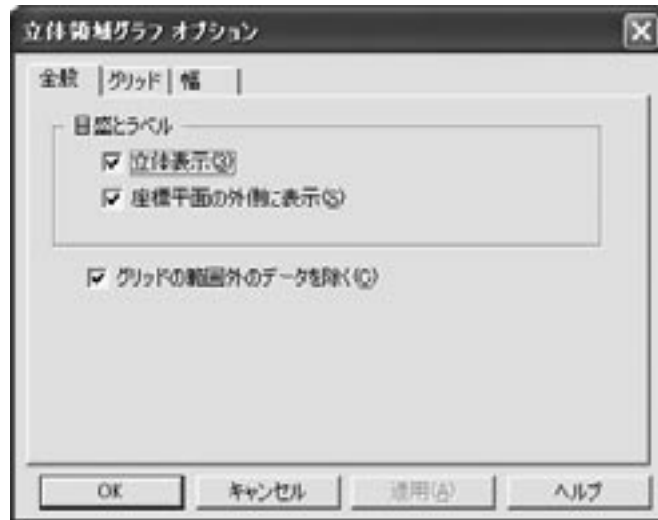 立体領域グラフ オプション
全般 グリッド 幅
目盛とラベル
立体表示(3)
座標平面の外側に表示(S)
グリッドの範囲外のデータを除く(C)
OK キャンセル 適用(A) ヘルプ